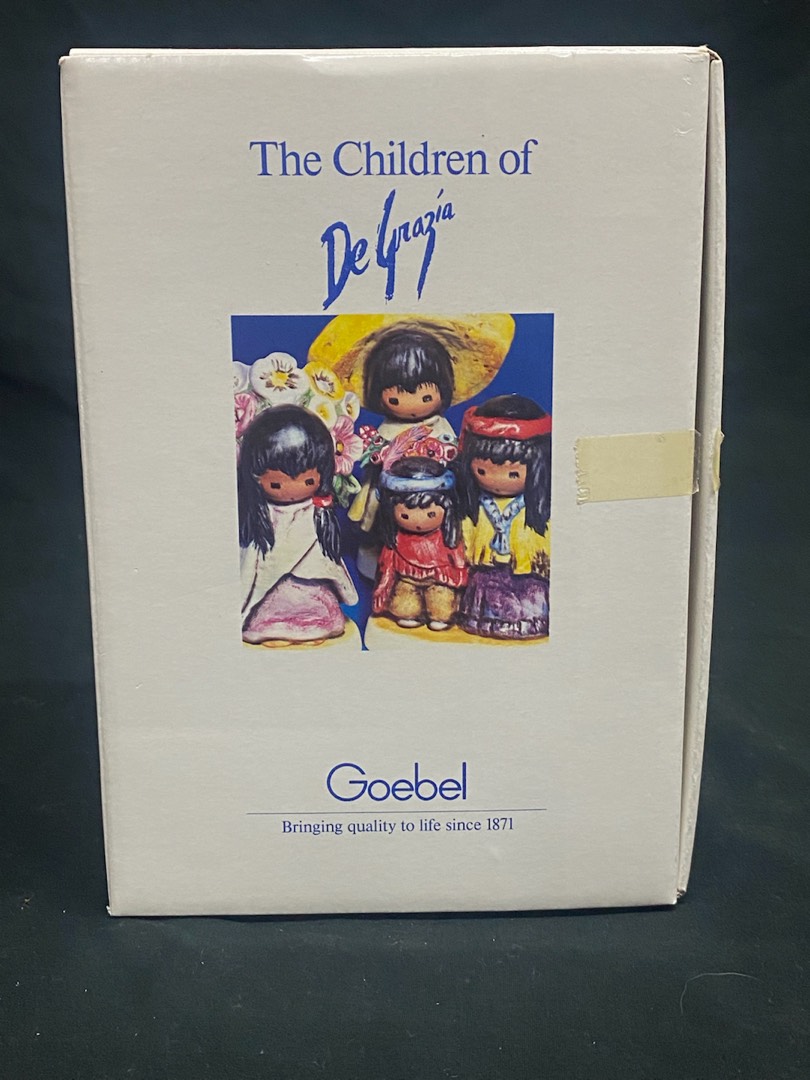 The Children of
De Grazia
Goebel
Bringing quality to life since 1871